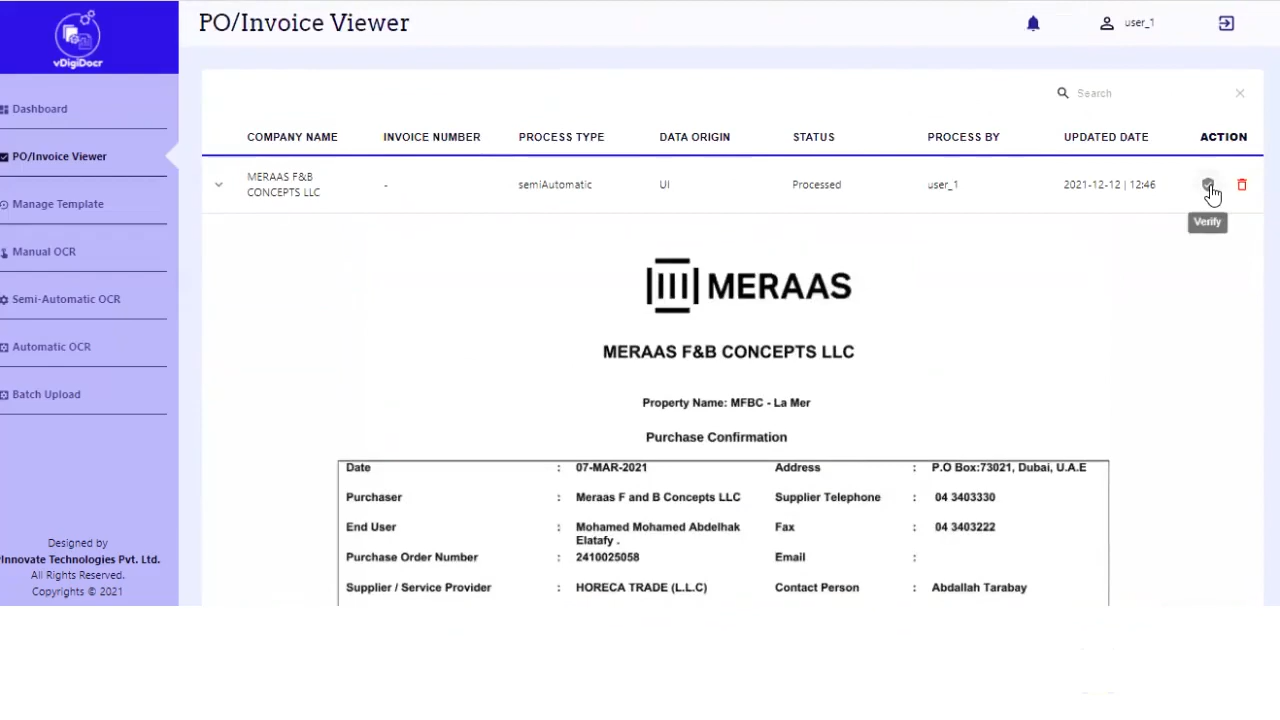 PO/Invoice Viewer
user_1
vDigiDocr
Dashboard
PO/Invoice Viewer
Manage Template
Manual OCR
Semi-Automatic OCR
Automatic OCR
Batch Upload
Designed by
Innovate Technologies Pvt. Ltd.
All Rights Reserved.
Copyrights © 2021
Search
COMPANY NAME INVOICE NUMBER PROCESS TYPE DATA ORIGIN STATUS PROCESS BY UPDATED DATE ACTION
MERAAS F&B
CONCEPTS LLC
- semiAutomatic UI Processed user_1 2021-12-12 | 12:46
Verify
MERAAS
MERAAS F&B CONCEPTS LLC
Property Name: MFBC - La Mer
Purchase Confirmation
Date : 07-MAR-2021 Address : P.O Box:73021, Dubai, U.A.E
Purchaser : Meraas F and B Concepts LLC Supplier Telephone : 04 3403330
End User : Mohamed Mohamed Abdelhak Fax : 04 3403222
Elatafy .
Purchase Order Number : 2410025058 Email :
Supplier / Service Provider : HORECA TRADE (L.L.C) Contact Person : Abdallah Tarabay